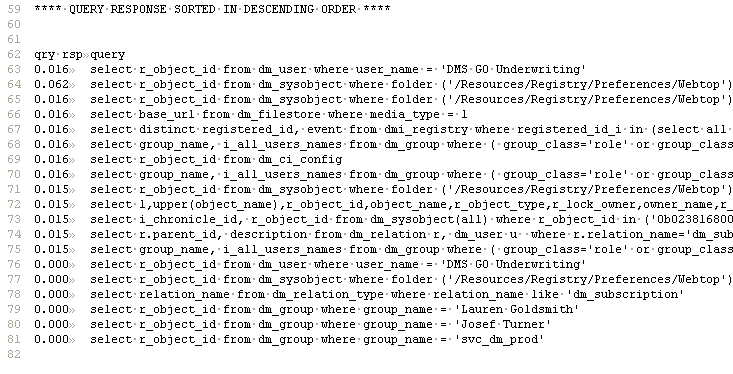 59 **** QUERY RESPONSE SORTED IN DESCENDING ORDER ****
60
61
62 qry rsp» query
63 0.016» select r_object_id from dm_user where user_name = 'DMS GO Underwriting'
64 0.062» select r_object_id from dm_sysobject where folder ('/Resources/Registry/Preferences/Webtop')
65 0.016» select r_object_id from dm_sysobject where folder ('/Resources/Registry/Preferences/Webtop')
66 0.016» select base_url from dm_filestore where media_type = 1
67 0.016» select distinct registered_id, event from dmi_registry where registered_id_i in (select all
68 0.016» select group_name, i_all_users_names from dm_group where ( group_class='role' or group_class
69 0.016» select r_object_id from dm_ci_config
70 0.016» select group_name, i_all_users_names from dm_group where ( group_class='role' or group_class
71 0.015» select r_object_id from dm_sysobject where folder ('/Resources/Registry/Preferences/Webtop')
72 0.015» select 1,upper(object_name),r_object_id,object_name,r_object_type,r_lock_owner,owner_name,r_
73 0.015» select i_chronicle_id, r_object_id from dm_sysobject(all) where r_object_id in ('0b023816800
74 0.015» select r.parent_id, description from dm_relation r, dm_user u where r.relation_name='dm_sub
75 0.015» select group_name, i_all_users_names from dm_group where ( group_class='role' or group_class
76 0.000» select r_object_id from dm_user where user_name = 'DMS GO Underwriting'
77 0.000» select r_object_id from dm_sysobject where folder ('/Resources/Registry/Preferences/Webtop')
78 0.000» select relation_name from dm_relation_type where relation_name like 'dm_subscription'
79 0.000» select r_object_id from dm_group where group_name = 'Lauren Goldsmith'
80 0.000» select r_object_id from dm_group where group_name = 'Josef Turner'
81 0.000» select r_object_id from dm_group where group_name = 'svc_dm_prod'
82